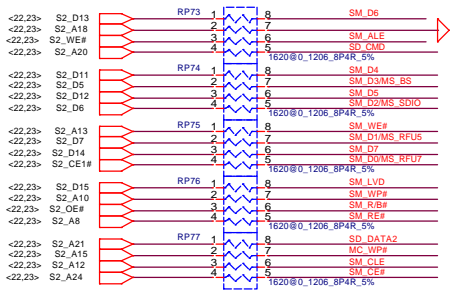 <22,23> S2_D13 RP73 1 8 SM_D6
<22,23> S2_A18 2 7
<22,23> S2_WE# 3 6 SM_ALE
<22,23> S2_A20 4 5 SD_CMD
1620@0_1206_8P4R_5%
<22,23> S2_D11 RP74 1 8 SM_D4
<22,23> S2_D5 2 7 SM_D3/MS_BS
<22,23> S2_D12 3 6 SM_D5
<22,23> S2_D6 4 5 SM_D2/MS_SDIO
1620@0_1206_8P4R_5%
<22,23> S2_A13 RP75 1 8 SM_WE#
<22,23> S2_D7 2 7 SM_D1/MS_RFU5
<22,23> S2_D14 3 6 SM_D7
<22,23> S2_CE1# 4 5 SM_D0/MS_RFU7
1620@0_1206_8P4R_5%
<22,23> S2_D15 RP76 1 8 SM_LVD
<22,23> S2_A10 2 7 SM_WP#
<22,23> S2_OE# 3 6 SM_R/B#
<22,23> S2_A8 4 5 SM_RE#
1620@0_1206_8P4R_5%
<22,23> S2_A21 RP77 1 8 SD_DATA2
<22,23> S2_A15 2 7 MC_WP#
<22,23> S2_A12 3 6 SM_CLE
<22,23> S2_A24 4 5 SM_CE#
1620@0_1206_8P4R_5%